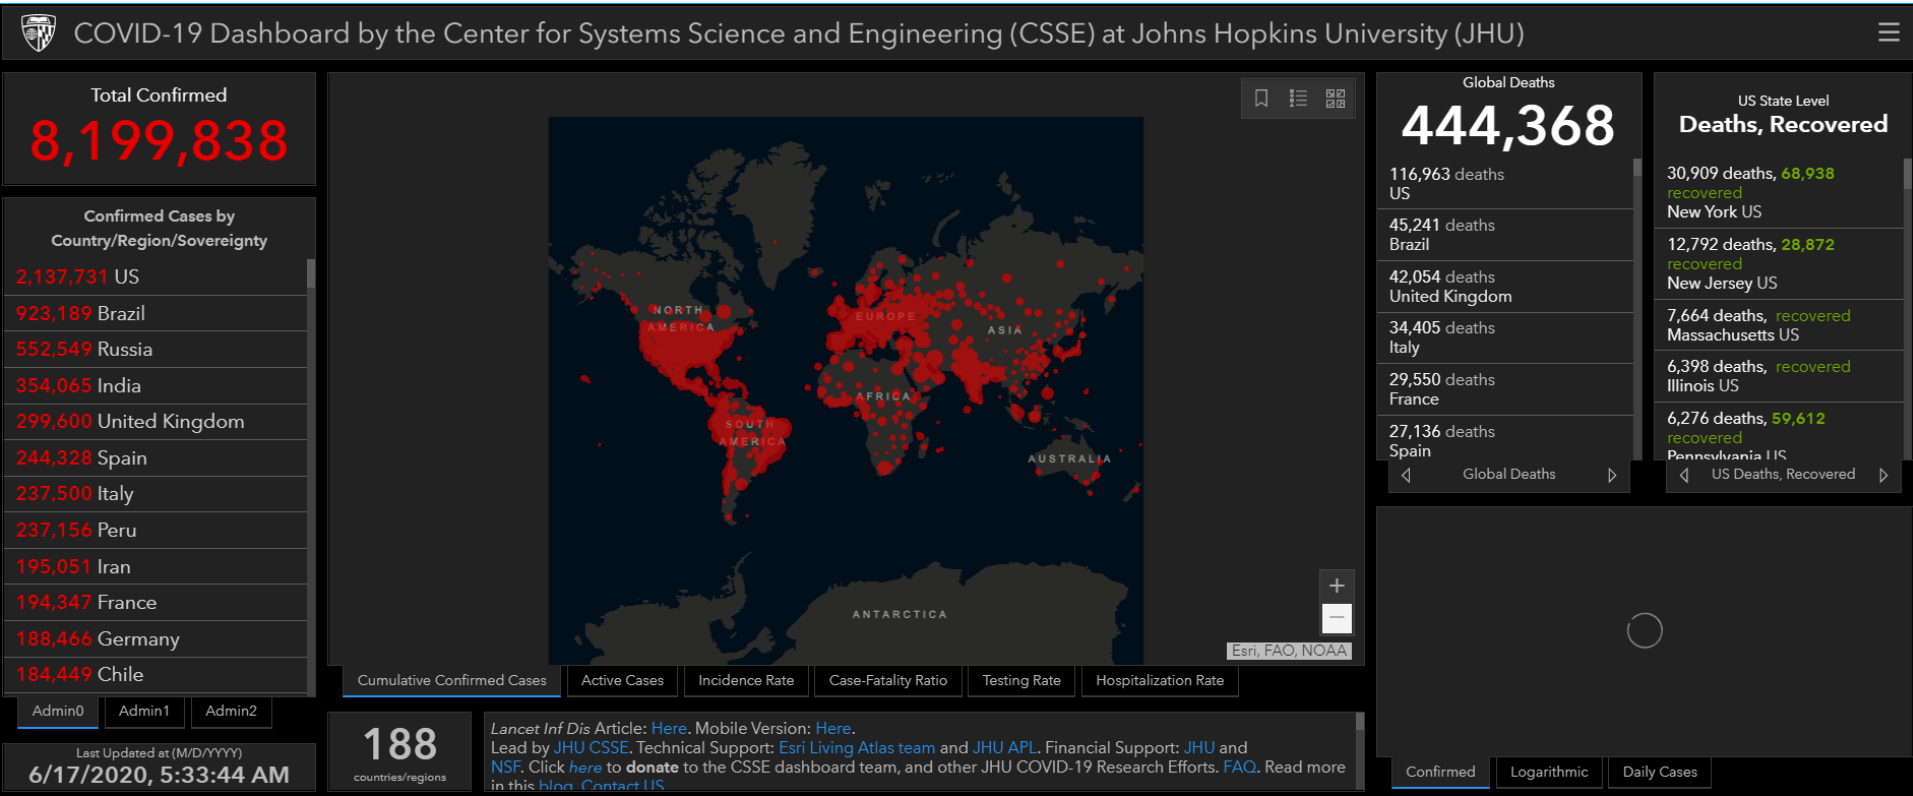 COVID-19 Dashboard by the Center for Systems Science and Engineering (CSSE) at Johns Hopkins University (JHU)
Total Confirmed
8,199,838
Confirmed Cases by
Country/Region/Sovereignty
2,137,731 US
923,189 Brazil
552,549 Russia
354,065 India
299,600 United Kingdom
244,328 Spain
237,500 Italy
237,156 Peru
195,051 Iran
194,347 France
188,466 Germany
184,449 Chile
Admin0
Admin1
Admin2
Last Updated at (M/D/YYYY)
6/17/2020, 5:33:44 AM
NORTH
AMERICA
EUROPE
ASIA
AFRICA
SOUTH
AMERICA
AUSTRALIA
ANTARCTICA
Esri, FAO, NOAA
Cumulative Confirmed Cases
Active Cases
Incidence Rate
Case-Fatality Ratio
Testing Rate
Hospitalization Rate
188
countries/regions
Lancet Inf Dis Article: Here. Mobile Version: Here.
Lead by JHU CSSE. Technical Support: Esri Living Atlas team and JHU APL. Financial Support: JHU and
NSF. Click here to donate to the CSSE dashboard team, and other JHU COVID-19 Research Efforts. FAQ. Read more
in this blog. Contact US.
Global Deaths
444,368
116,963 deaths
US
45,241 deaths
Brazil
42,054 deaths
United Kingdom
34,405 deaths
Italy
29,550 deaths
France
27,136 deaths
Spain
Global Deaths
US State Level
Deaths, Recovered
30,909 deaths, 68,938
recovered
New York US
12,792 deaths, 28,872
recovered
New Jersey US
7,664 deaths, recovered
Massachusetts US
6,398 deaths, recovered
Illinois US
6,276 deaths, 59,612
recovered
Pennsylvania US
US Deaths, Recovered
Confirmed
Logarithmic
Daily Cases